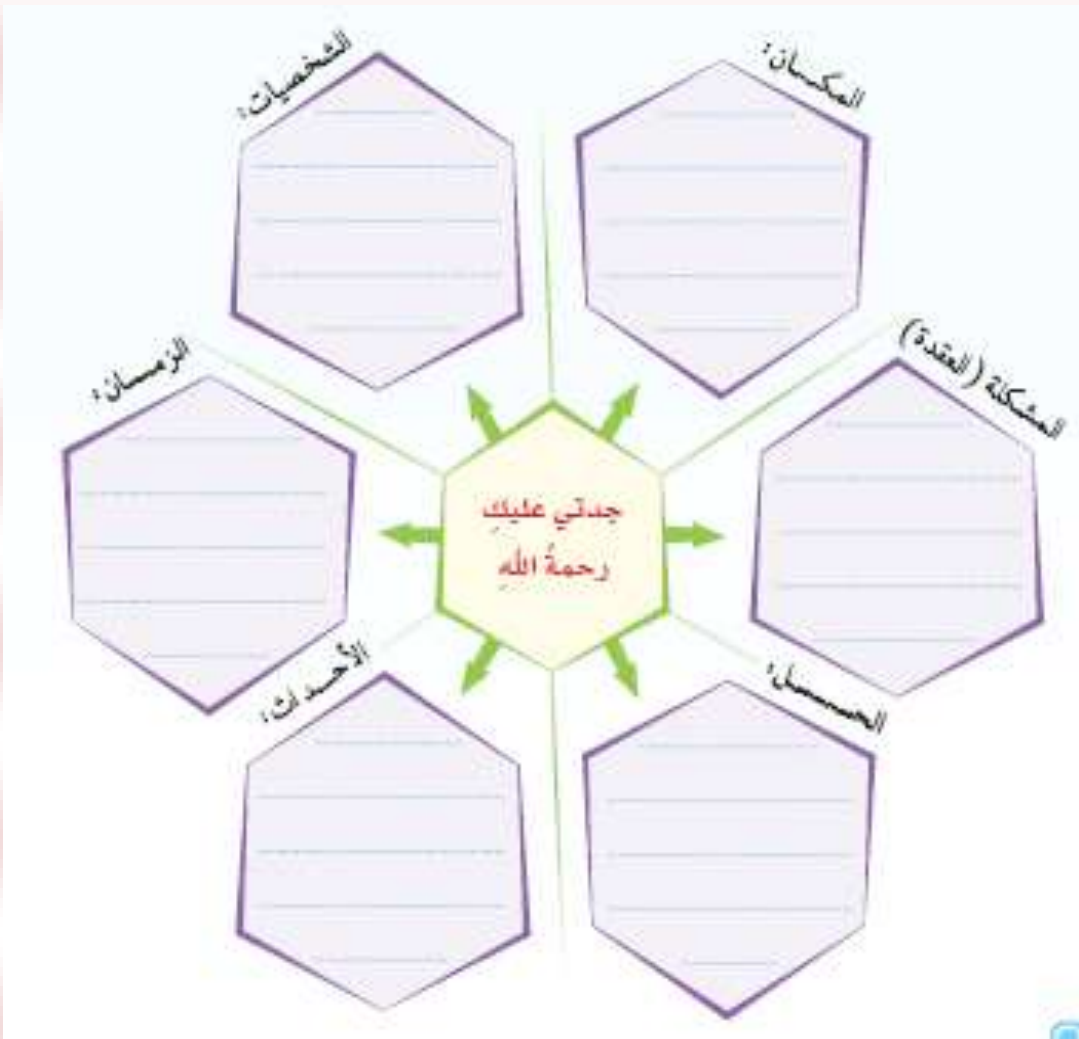 المكان:
الشخصيات:
المشكلة (العقدة)
الزمان:
جدتي عليكِ
رحمةُ اللهِ
الحل:
الأحداث: